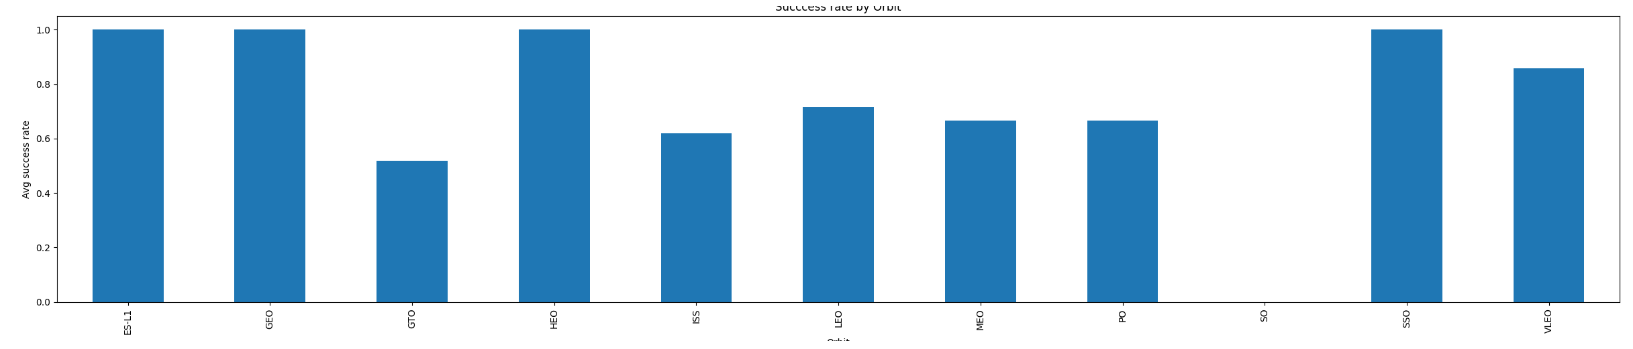 Succcess rate by Orbit
1.0
0.8
0.6
0.4
0.2
0.0
Avg success rate
ES-L1
GEO
GTO
HEO
ISS
LEO
MEO
PO
SO
SSO
VLEO
Orbit